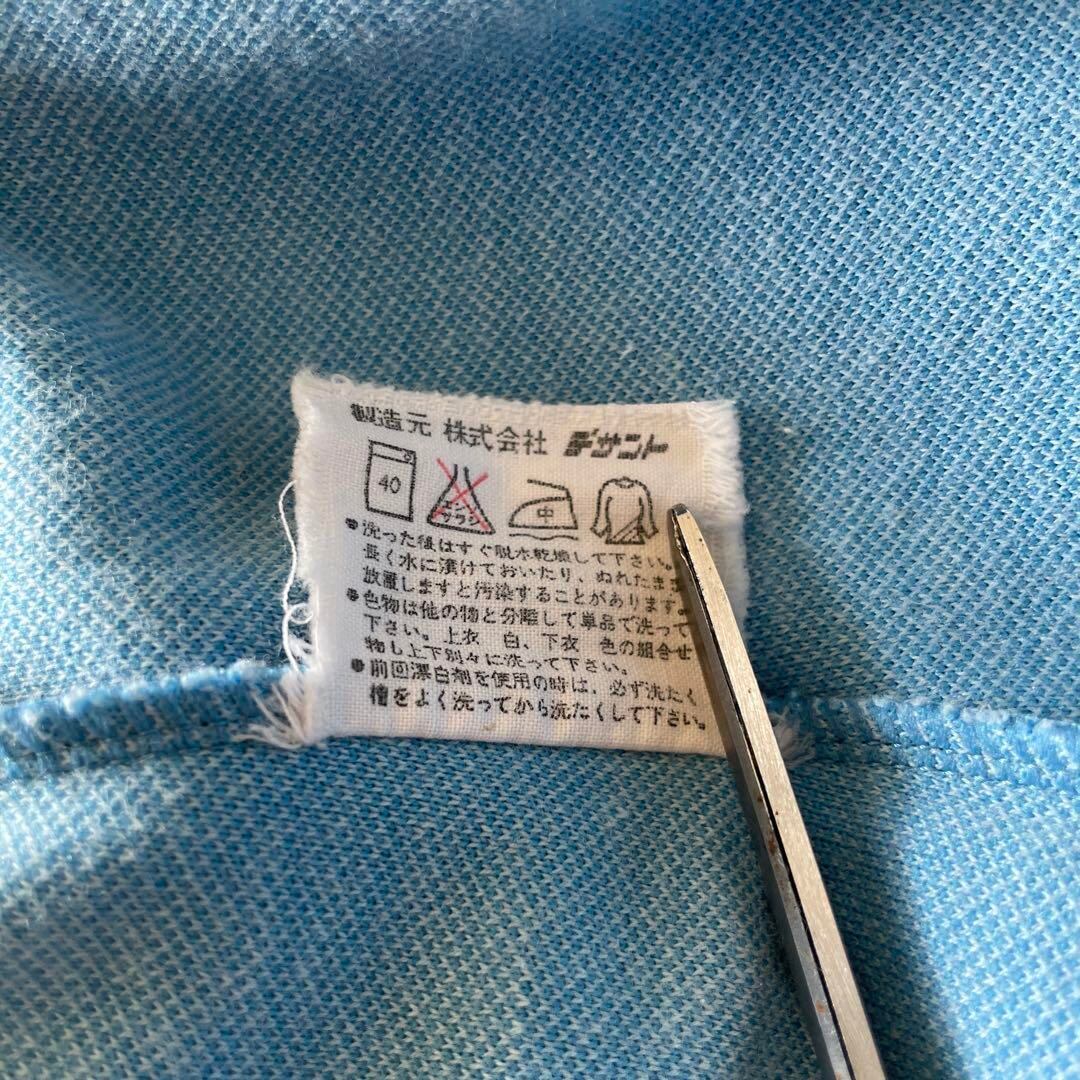 製造元 株式会社 デサント
40 エンソ サラシ 中
●洗った後はすぐ脱水乾燥して下さい。
長く水に漬けておいたり、ぬれたまま
放置しますと汚染することがあります。
●色物は他の物と分離して単品で洗って
下さい。上衣 白、下衣 色の組合せ
物し上下別々に洗って下さい。
●前回漂白剤を使用の時は、必ず洗たく
槽をよく洗ってから洗たくして下さい。